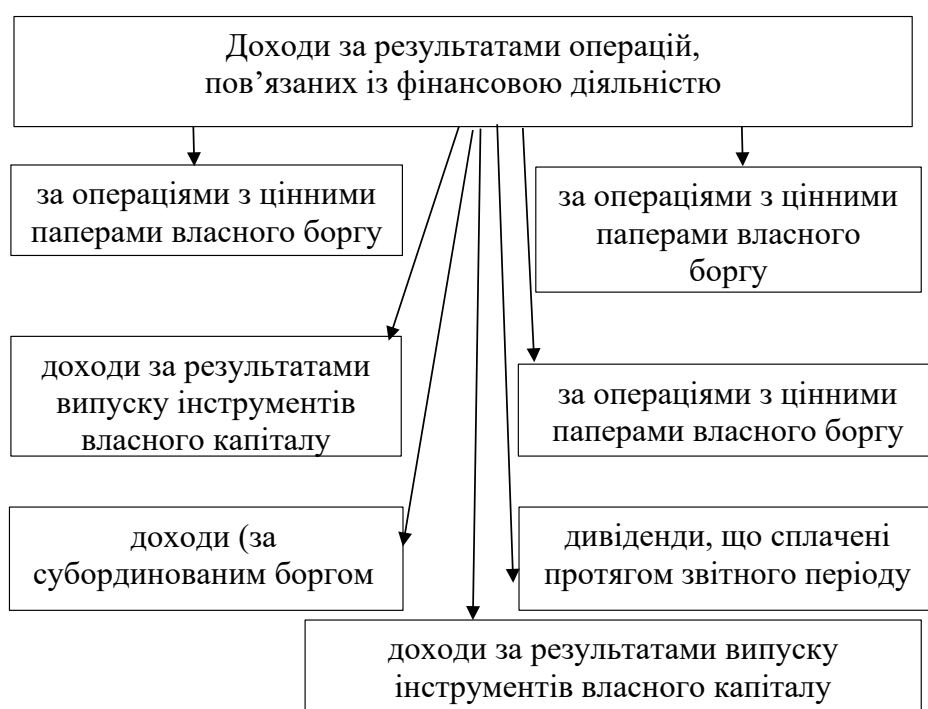 Доходи за результатами операцій,
пов’язаних із фінансовою діяльністю
за операціями з цінними
паперами власного боргу
за операціями з цінними
паперами власного
боргу
доходи за результатами
випуску інструментів
власного капіталу
за операціями з цінними
паперами власного боргу
доходи (за
субординованим боргом
дивіденди, що сплачені
протягом звітного періоду
доходи за результатами випуску
інструментів власного капіталу